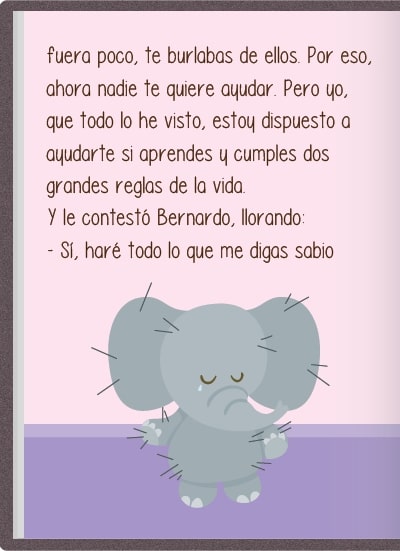 fuera poco, te burlabas de ellos. Por eso,
ahora nadie te quiere ayudar. Pero yo,
que todo lo he visto, estoy dispuesto a
ayudarte si aprendes y cumples dos
grandes reglas de la vida.
Y le contestó Bernardo, llorando:
- Sí, haré todo lo que me digas sabio